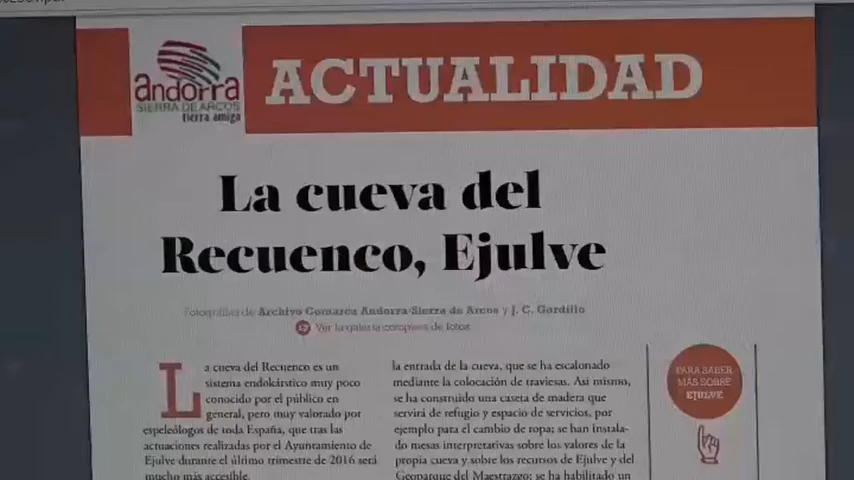 andorra
SIERRA DE ARCOS
tierra amiga
ACTUALIDAD
La cueva del
Recuenco, Ejulve
Fotografías de Archivo Comarca Andorra-Sierra de Arcos y J. C. Gordillo
Ver la galería completa de fotos
La cueva del Recuenco es un
sistema endokárstico muy poco
conocido por el público en
general, pero muy valorado por
espeleólogos de toda España, que tras las
actuaciones realizadas por el Ayuntamiento de
Ejulve durante el último trimestre de 2016 será
mucho más accesible.
la entrada de la cueva, que se ha escalonado
mediante la colocación de traviesas. Así mismo,
se ha construido una caseta de madera que
servirá de refugio y espacio de servicios, por
ejemplo para el cambio de ropa; se han instala-
do mesas interpretativas sobre los valores de la
propia cueva y sobre los recursos de Ejulve y del
Geoparque del Maestrazgo; se ha habilitado un
PARA SABER
MÁS SOBRE
EJULVE